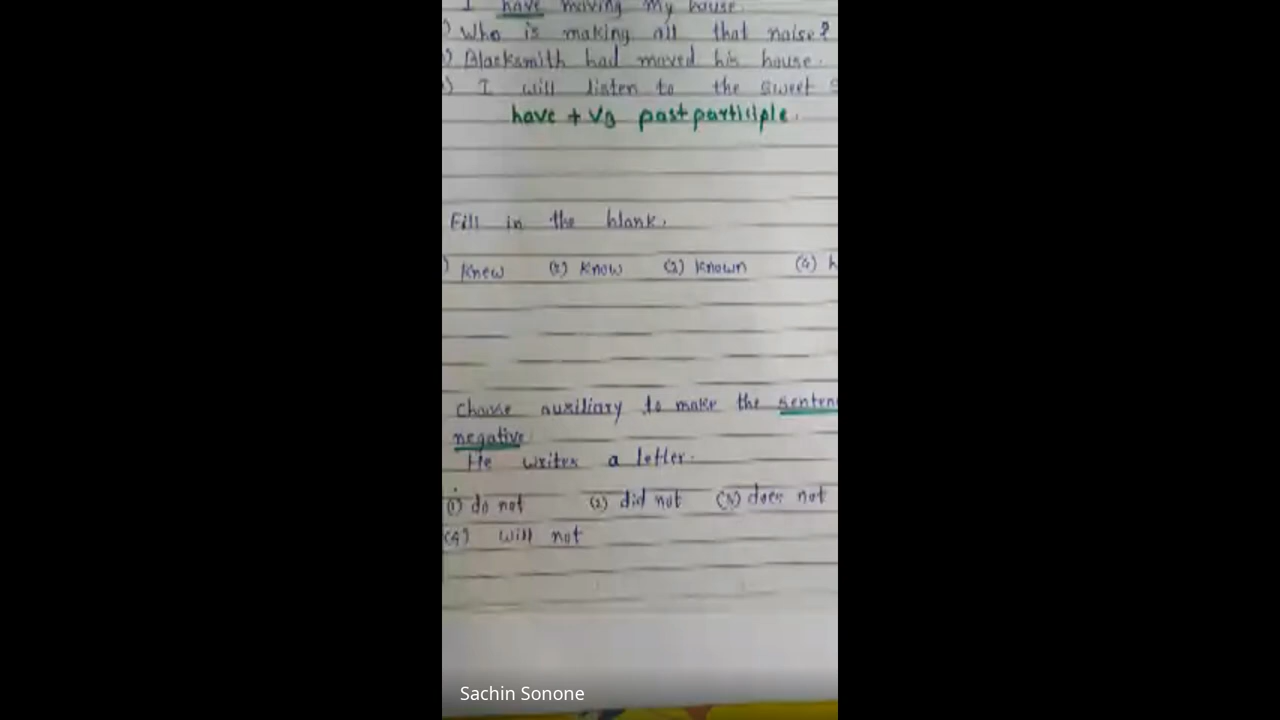 I have moving my house.
) Who is making all that noise?
) Blacksmith had moved his house.
) I will listen to the sweet
have + V3 past participle.
Fill in the blank.
) Knew (2) Know (3) Known (4)
Choose auxiliary to make the senten
negative
He writes a letter.
(1) do not (2) did not (3) does not
(4) will not
Sachin Sonone